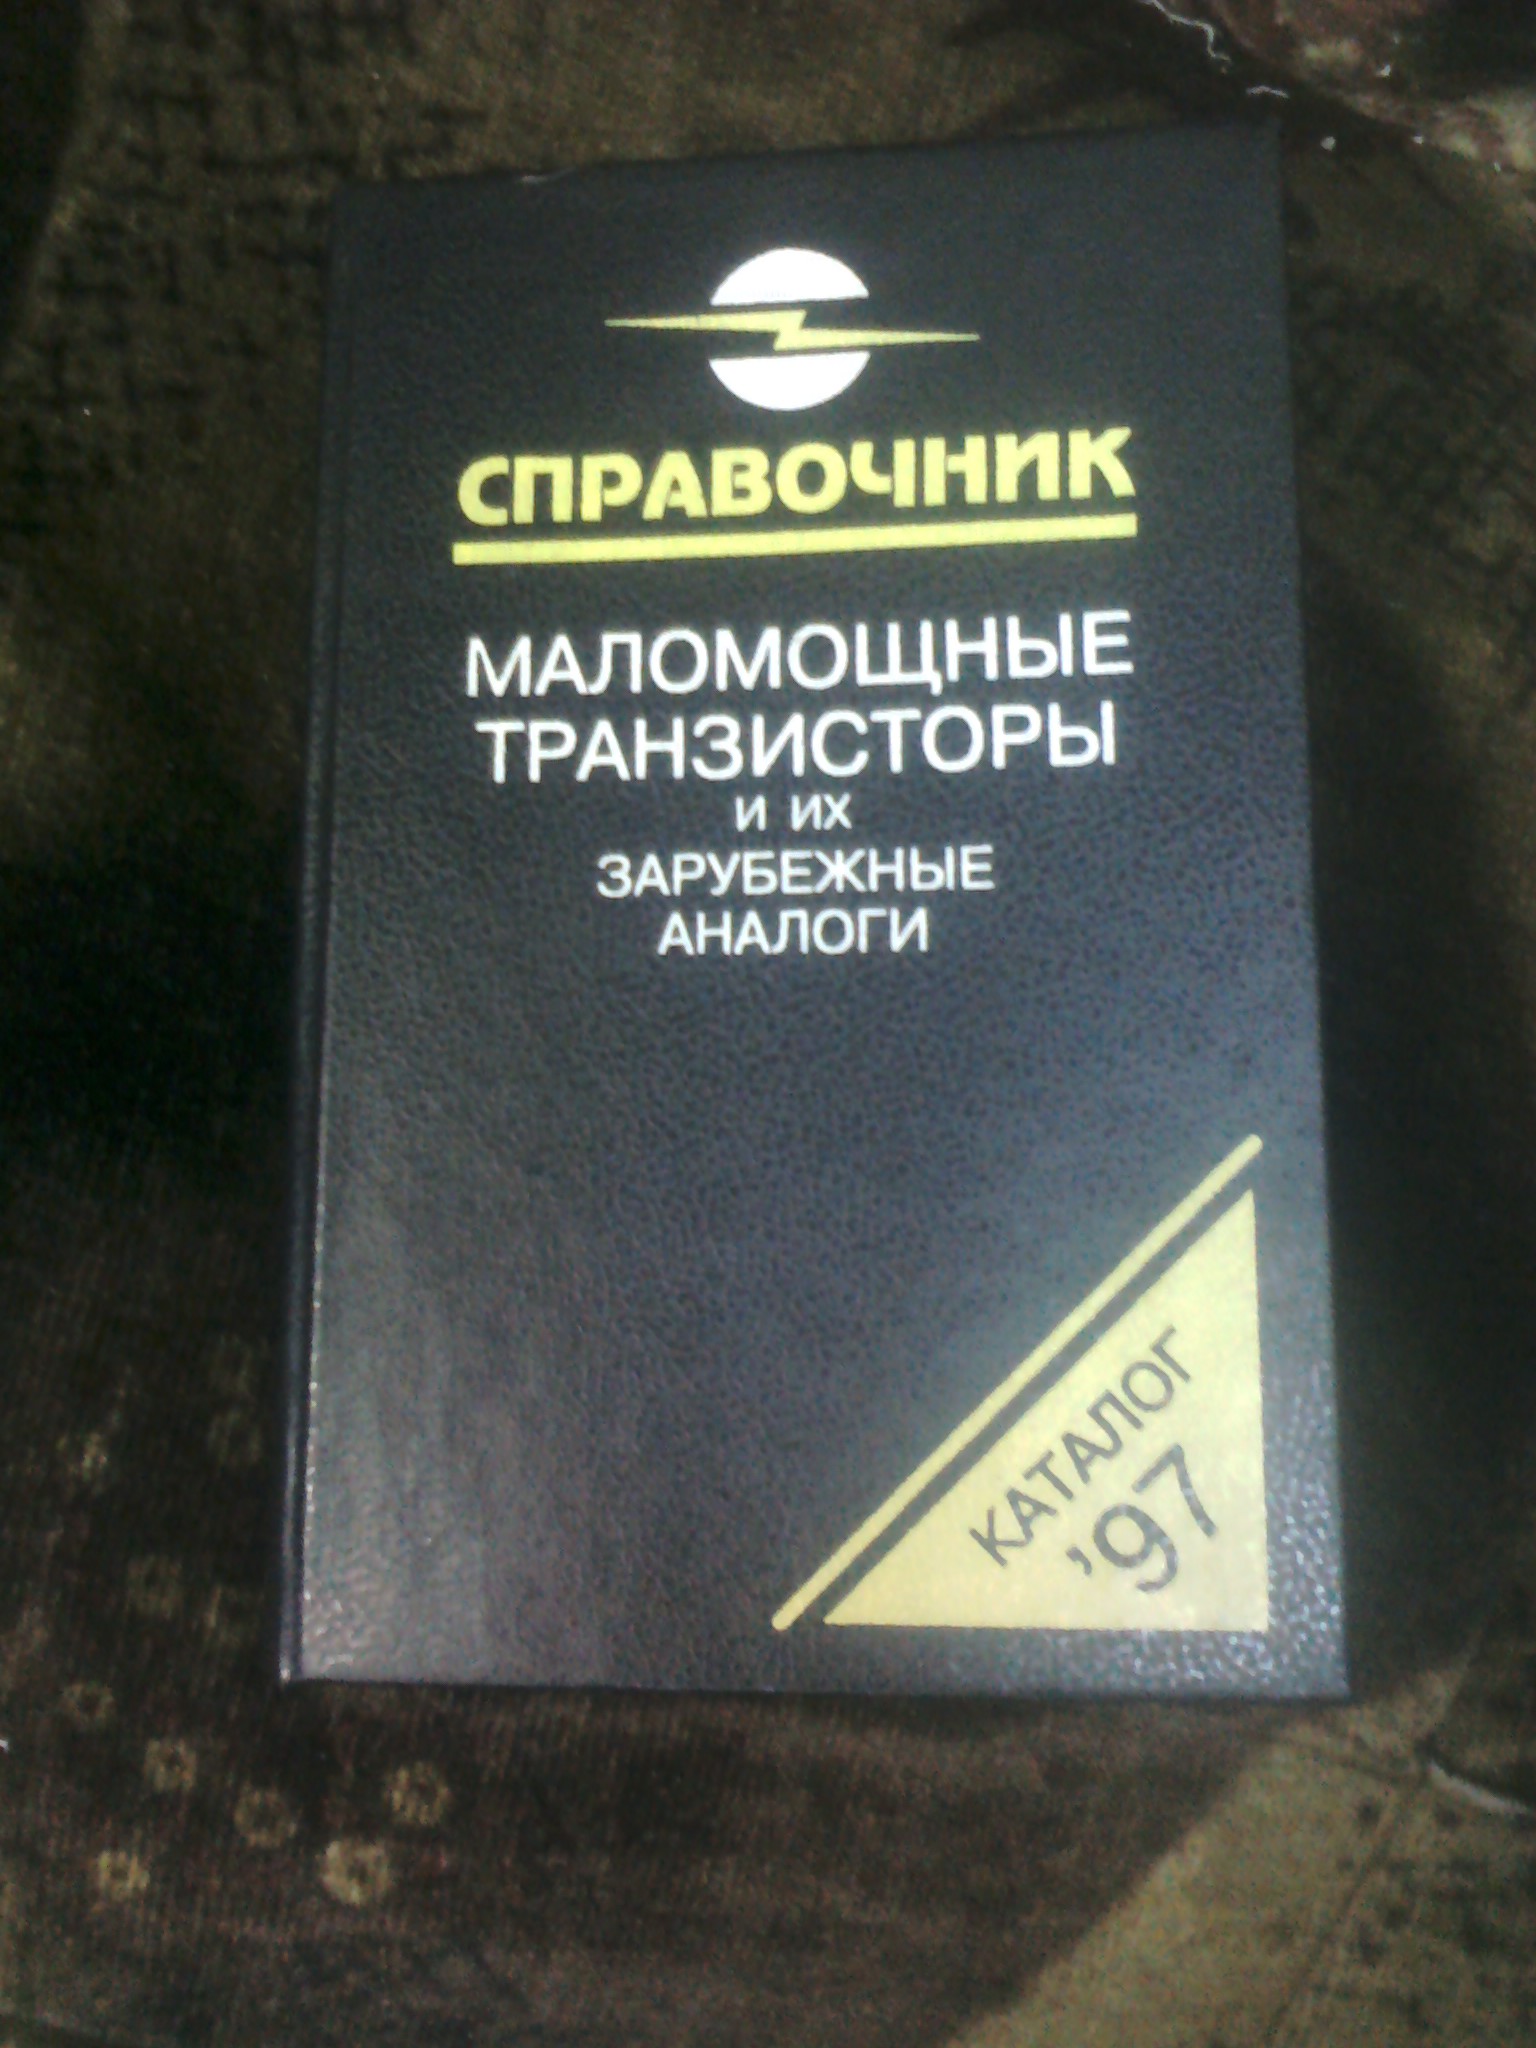 СПРАВОЧНИК
МАЛОМОЩНЫЕ
ТРАНЗИСТОРЫ
И ИХ
ЗАРУБЕЖНЫЕ
АНАЛОГИ
КАТАЛОГ
'97